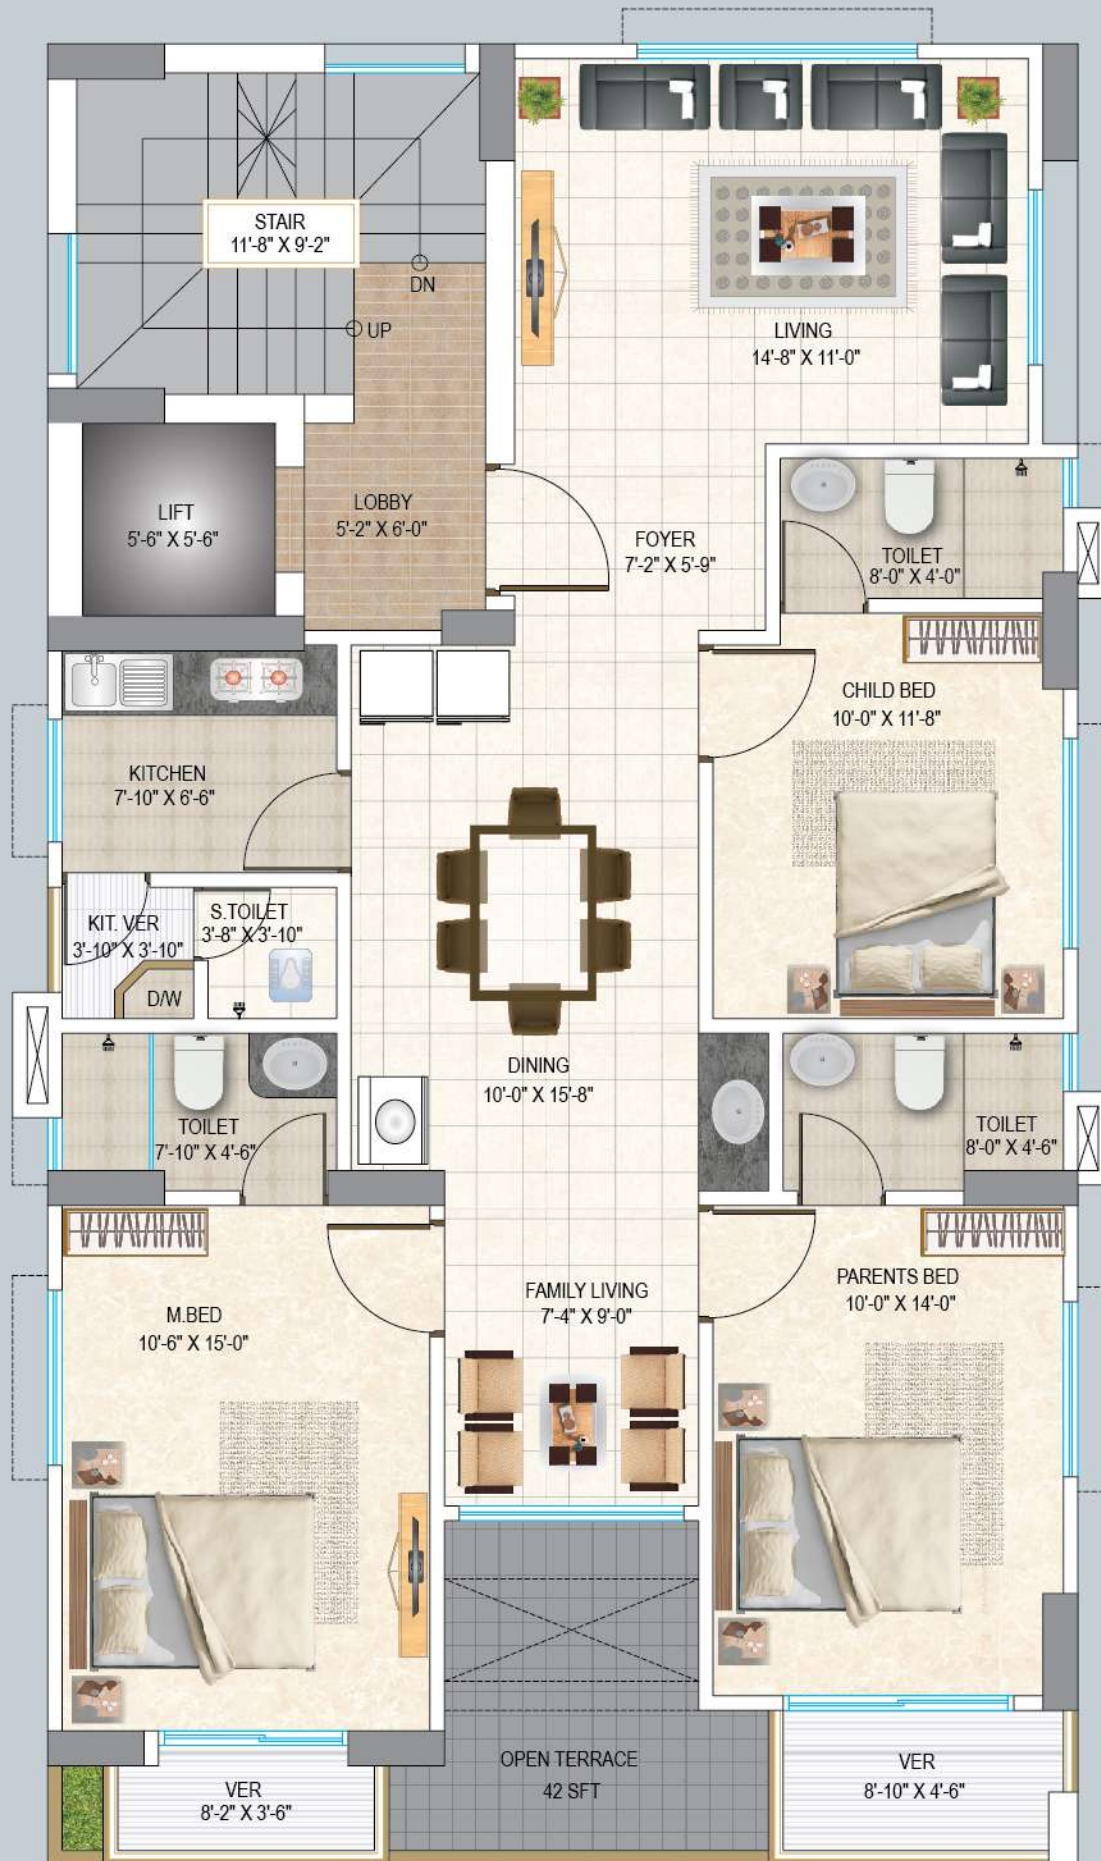 STAIR
11'-8" X 9'-2"
DN
UP
LIVING
14'-8" X 11'-0"
LIFT
5'-6" X 5'-6"
LOBBY
5'-2" X 6'-0"
FOYER
7'-2" X 5'-9"
TOILET
8'-0" X 4'-0"
CHILD BED
10'-0" X 11'-8"
KITCHEN
7'-10" X 6'-6"
KIT. VER
3'-10" X 3'-10"
S.TOILET
3'-8" X 3'-10"
D/W
DINING
10'-0" X 15'-8"
TOILET
7'-10" X 4'-6"
TOILET
8'-0" X 4'-6"
M.BED
10'-6" X 15'-0"
FAMILY LIVING
7'-4" X 9'-0"
PARENTS BED
10'-0" X 14'-0"
VER
8'-2" X 3'-6"
OPEN TERRACE
42 SFT
VER
8'-10" X 4'-6"